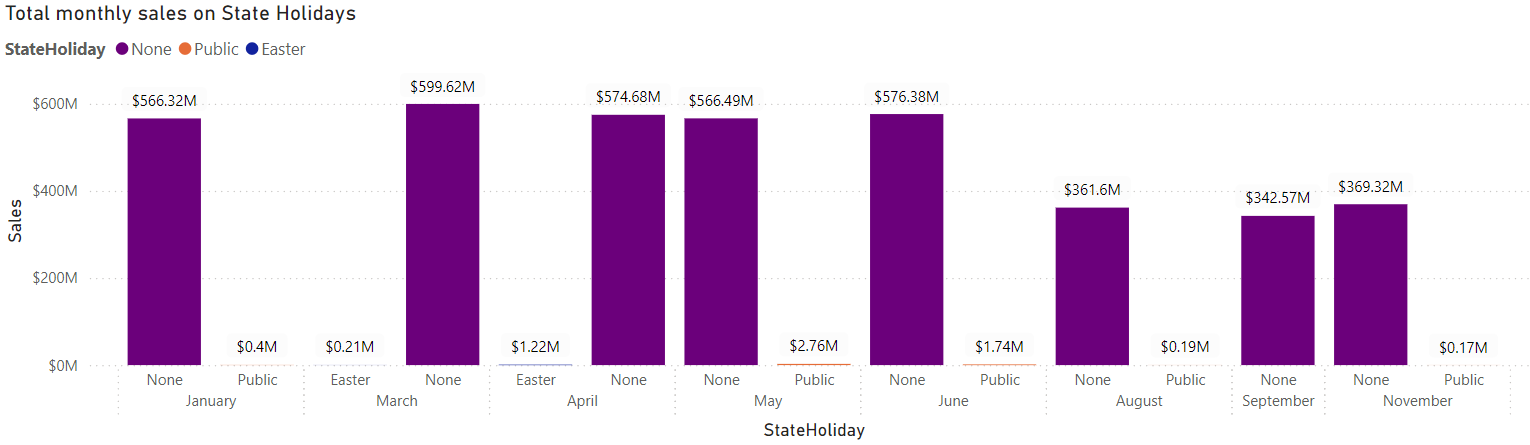 Total monthly sales on State Holidays
StateHoliday None Public Easter
$599.62M
$566.32M $574.68M $566.49M $576.38M
$600M
$400M
$361.6M $342.57M $369.32M
$200M
$0.4M $0.21M $1.22M $2.76M $1.74M $0.19M $0.17M
$0M
Sales
None Public Easter None Easter None None Public None Public None Public None None Public
January March April May June August September November
StateHoliday